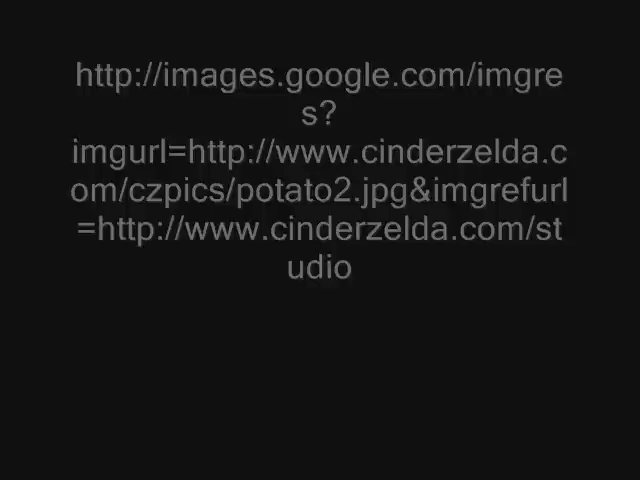 http://images.google.com/imgre
s?
imgurl=http://www.cinderzelda.c
om/czpics/potato2.jpg&imgrefurl
=http://www.cinderzelda.com/st
udio